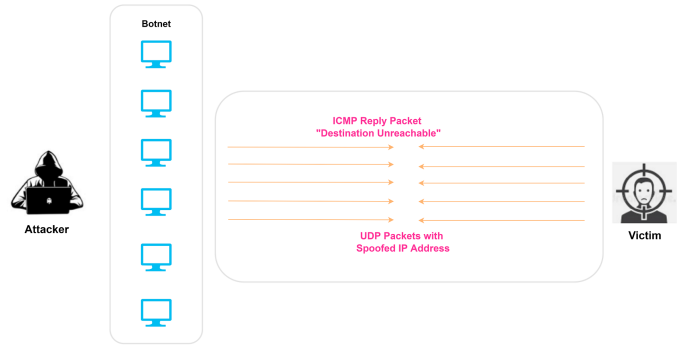 Botnet
ICMP Reply Packet
"Destination Unreachable"
Attacker
Victim
UDP Packets with
Spoofed IP Address